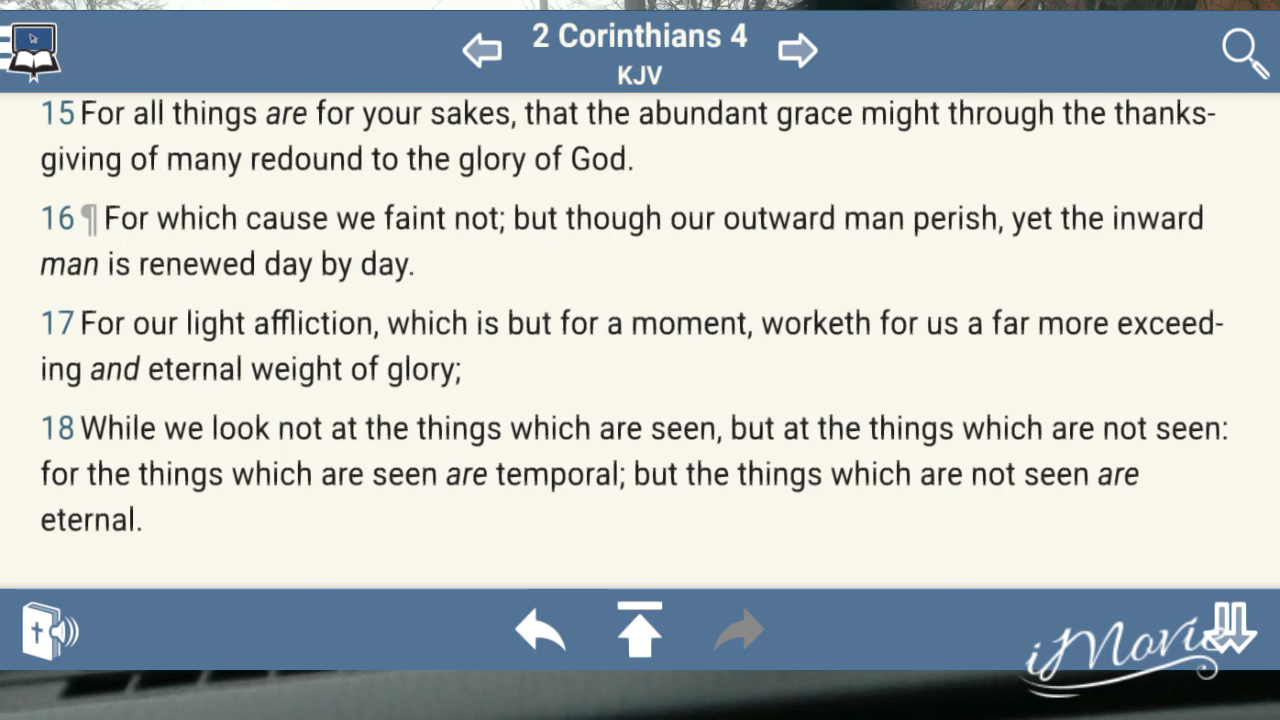 2 Corinthians 4
KJV
15 For all things are for your sakes, that the abundant grace might through the thanks-
giving of many redound to the glory of God.
16 ¶ For which cause we faint not; but though our outward man perish, yet the inward
man is renewed day by day.
17 For our light affliction, which is but for a moment, worketh for us a far more exceed-
ing and eternal weight of glory;
18 While we look not at the things which are seen, but at the things which are not seen:
for the things which are seen are temporal; but the things which are not seen are
eternal.
iMovie